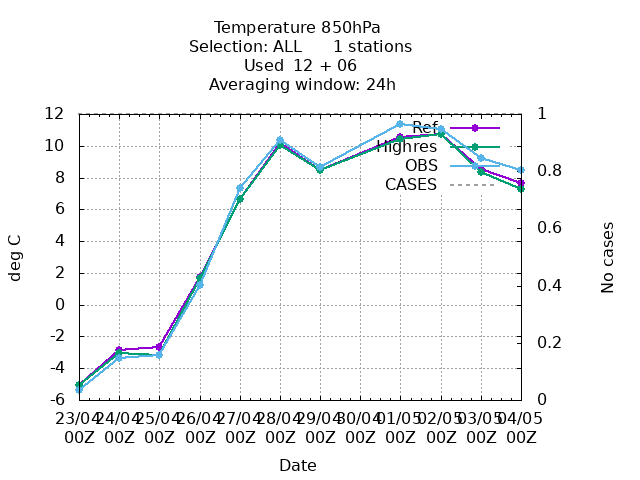 Temperature 850hPa
Selection: ALL      1 stations
Used  12 + 06
Averaging window: 24h
12
10
8
6
4
2
0
-2
-4
-6
deg C
Ref
Highres
OBS
CASES
1
0.8
0.6
0.4
0.2
0
No cases
23/04 24/04 25/04 26/04 27/04 28/04 29/04 30/04 01/05 02/05 03/05 04/05
00Z 00Z 00Z 00Z 00Z 00Z 00Z 00Z 00Z 00Z 00Z 00Z
Date